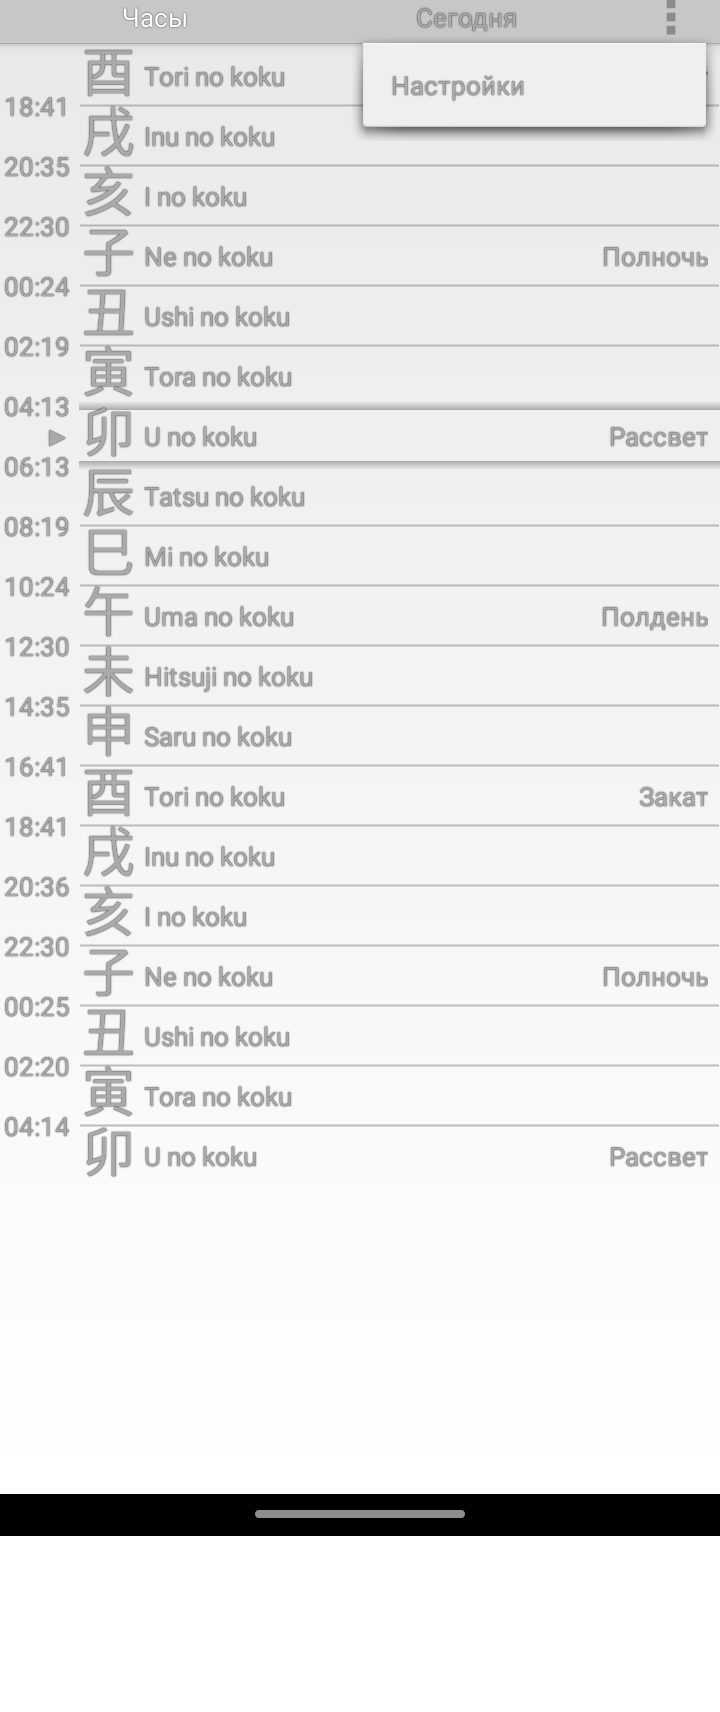 Часы Сегодня
Настройки
酉 Tori no koku
18:41
戌 Inu no koku
20:35
亥 I no koku
22:30
子 Ne no koku Полночь
00:24
丑 Ushi no koku
02:19
寅 Tora no koku
04:13
卯 U no koku Рассвет
06:13
辰 Tatsu no koku
08:19
巳 Mi no koku
10:24
午 Uma no koku Полдень
12:30
未 Hitsuji no koku
14:35
申 Saru no koku
16:41
酉 Tori no koku Закат
18:41
戌 Inu no koku
20:36
亥 I no koku
22:30
子 Ne no koku Полночь
00:25
丑 Ushi no koku
02:20
寅 Tora no koku
04:14
卯 U no koku Рассвет